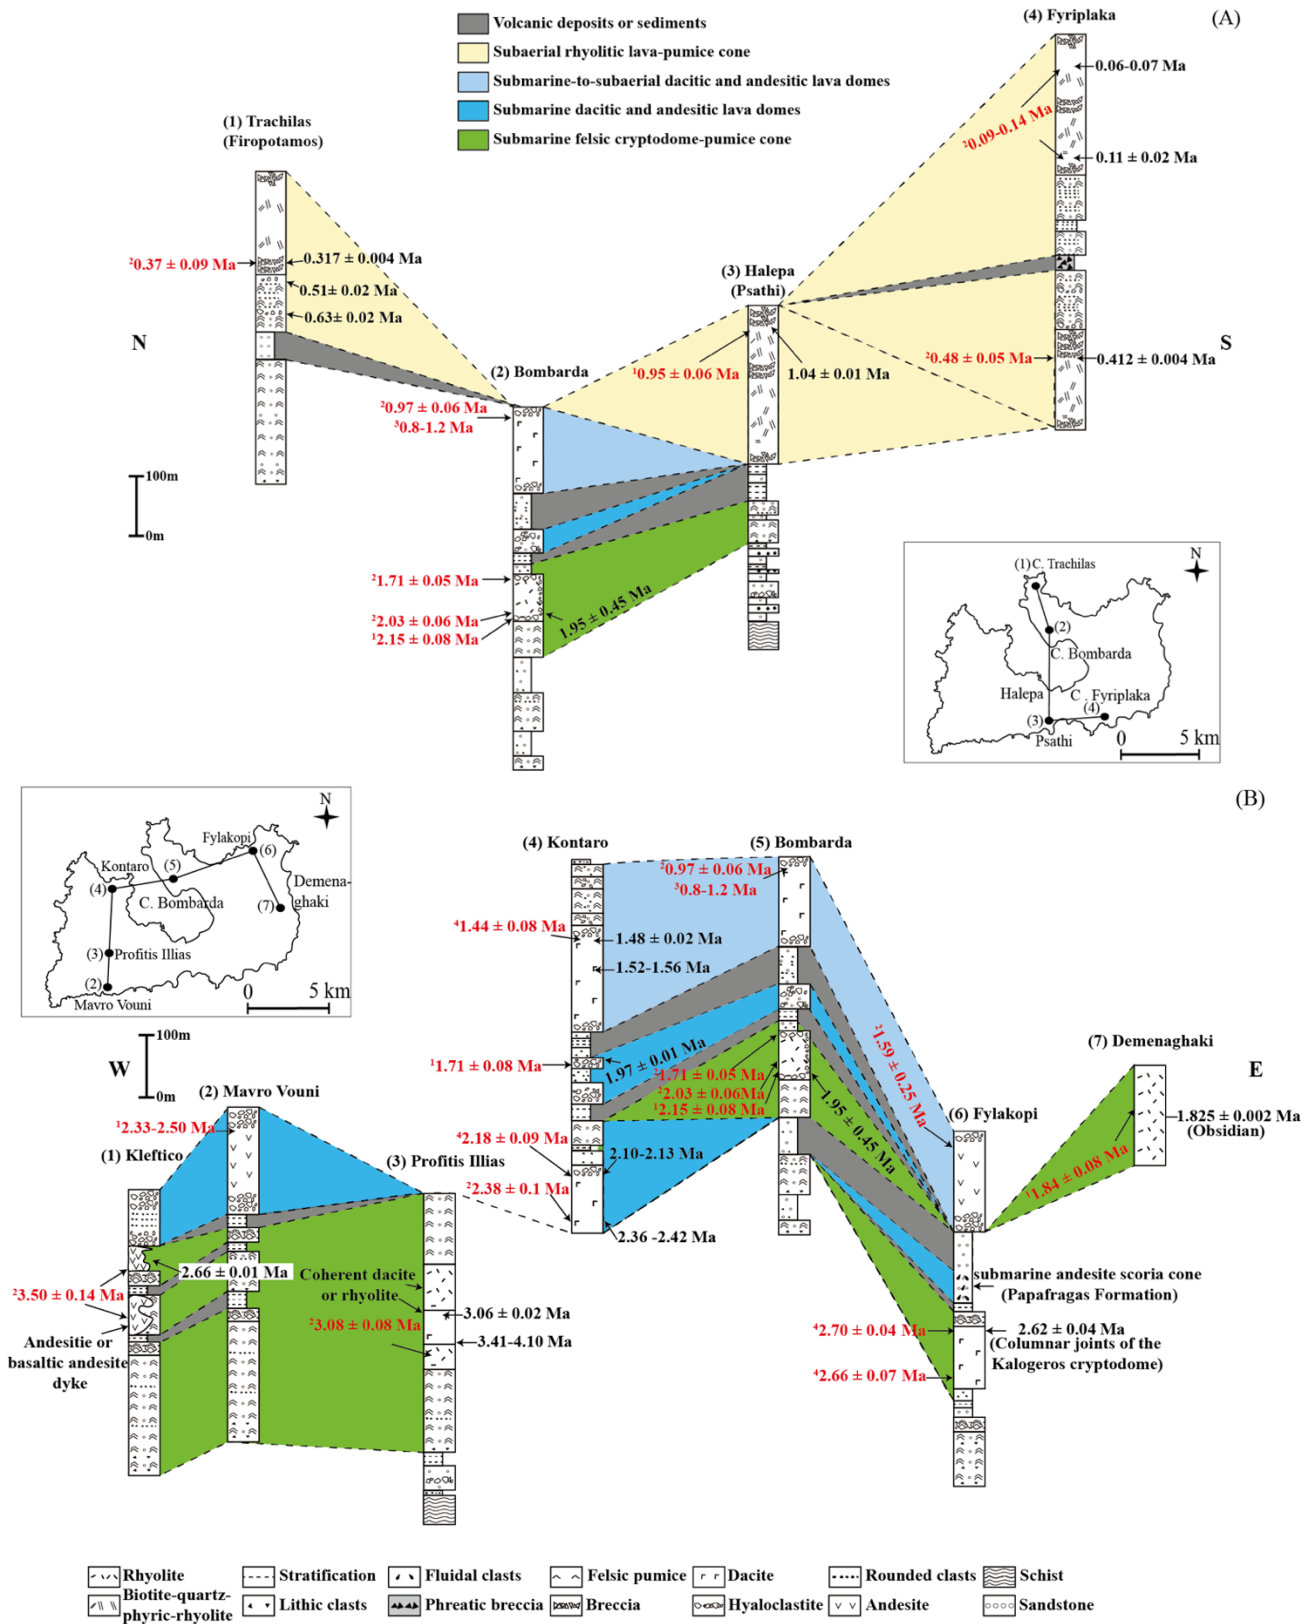 (A)
Volcanic deposits or sediments
Subaerial rhyolitic lava-pumice cone
Submarine-to-subaerial dacitic and andesitic lava domes
Submarine dacitic and andesitic lava domes
Submarine felsic cryptodome-pumice cone
(1) Trachilas
(Firopotamos)
²0.37 ± 0.09 Ma
0.317± 0.004 Ma
0.51± 0.02 Ma
0.63± 0.02 Ma
N
100m
0m
(2) Bombarda
²0.97 ± 0.06 Ma
³0.8-1.2 Ma
²1.71 ± 0.05 Ma
²2.03 ± 0.06 Ma
¹2.15 ± 0.08 Ma
1.95 ± 0.45 Ma
(3) Halepa
(Psathi)
¹0.95 ± 0.06 Ma
1.04 ± 0.01 Ma
(4) Fyriplaka
0.06-0.07 Ma
²0.09-0.14 Ma
0.11 ± 0.02 Ma
²0.48 ± 0.05 Ma
0.412 ± 0.004 Ma
S
N
(1) C. Trachilas
(2)
C. Bombarda
Halepa
C . Fyriplaka
(4)
(3)
Psathi
0
5 km
(B)
N
Fylakopi
(6)
Kontaro
(5)
(4)
C. Bombarda
Demena-
ghaki
(7)
(3)
Profitis Illias
(2)
Mavro Vouni
0
5 km
100m
0m
W
E
(1) Kleftico
²3.50 ± 0.14 Ma
2.66 ± 0.01 Ma
Andesitie or
basaltic andesite
dyke
(2) Mavro Vouni
¹2.33-2.50 Ma
(3) Profitis Illias
Coherent dacite
or rhyolite
²3.08 ± 0.08 Ma
3.06 ± 0.02 Ma
3.41-4.10 Ma
(4) Kontaro
⁴1.44 ± 0.08 Ma
1.48 ± 0.02 Ma
1.52-1.56 Ma
¹1.71 ± 0.08 Ma
1.97 ± 0.01 Ma
⁴2.18 ± 0.09 Ma
2.10-2.13 Ma
²2.38 ± 0.1 Ma
2.36 -2.42 Ma
(5) Bombarda
²0.97 ± 0.06 Ma
³0.8-1.2 Ma
²1.71 ± 0.05 Ma
²2.03 ± 0.06Ma
¹2.15 ± 0.08 Ma
1.95 ± 0.45 Ma
(6) Fylakopi
²1.59 ± 0.25 Ma
submarine andesite scoria cone
(Papafragas Formation)
⁴2.70 ± 0.04 Ma
2.62 ± 0.04 Ma
(Columnar joints of the
Kalogeros cryptodome)
⁴2.66 ± 0.07 Ma
(7) Demenaghaki
¹1.84 ± 0.08 Ma
1.825 ± 0.002 Ma
(Obsidian)
Rhyolite
Stratification
Fluidal clasts
Felsic pumice
Dacite
Rounded clasts
Schist
Biotite-quartz-
phyric-rhyolite
Lithic clasts
Phreatic breccia
Breccia
Hyaloclastite
Andesite
Sandstone